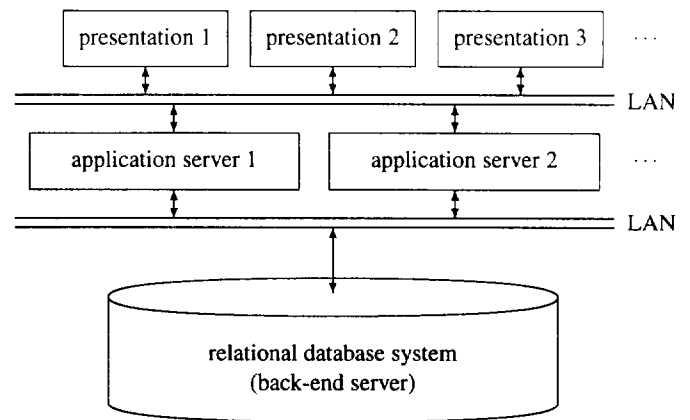 presentation 1
presentation 2
presentation 3
...
LAN
application server 1
application server 2
...
LAN
relational database system
(back-end server)